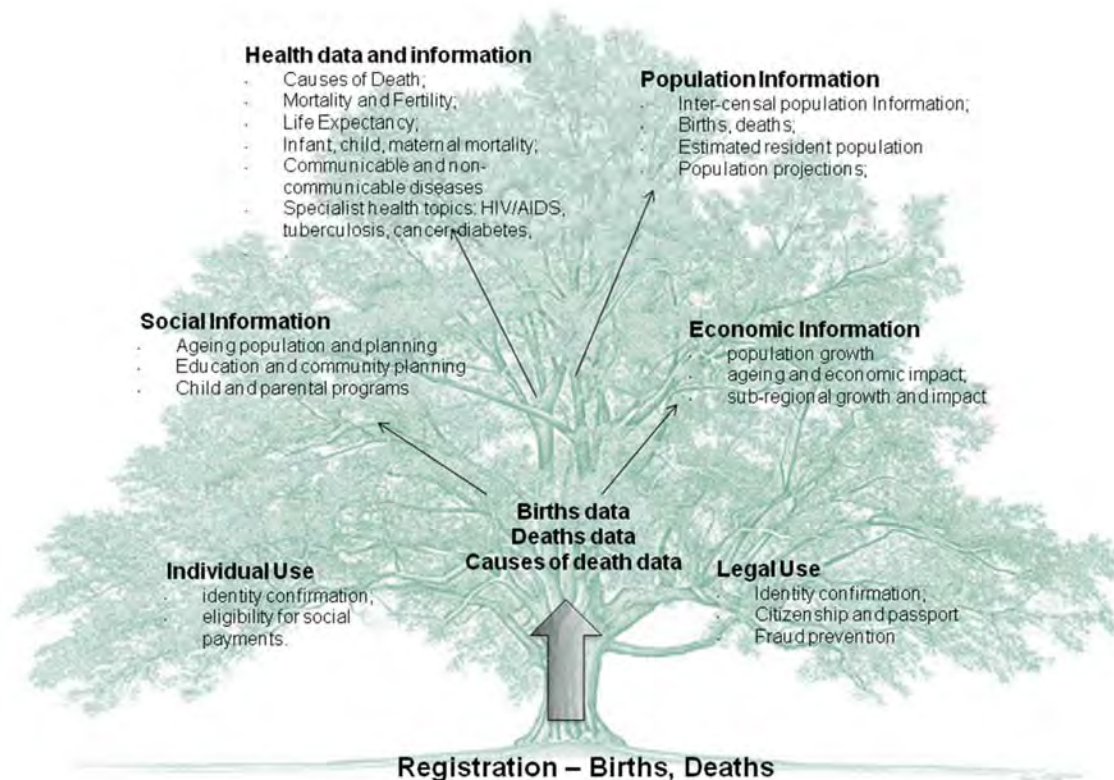 Health data and information
· Causes of Death;
· Mortality and Fertility;
· Life Expectancy;
· Infant, child, maternal mortality;
· Communicable and non-
communicable diseases
· Specialist health topics: HIV/AIDS,
tuberculosis, cancer, diabetes,
Population Information
· Inter-censal population Information;
· Births, deaths;
· Estimated resident population
· Population projections;
Social Information
· Ageing population and planning
· Education and community planning
· Child and parental programs
Economic Information
· population growth
· ageing and economic impact;
· sub-regional growth and impact
Births data
Deaths data
Causes of death data
Individual Use
· identity confirmation,
· eligibility for social
payments.
Legal Use
· Identity confirmation;
· Citizenship and passport
· Fraud prevention
Registration – Births, Deaths